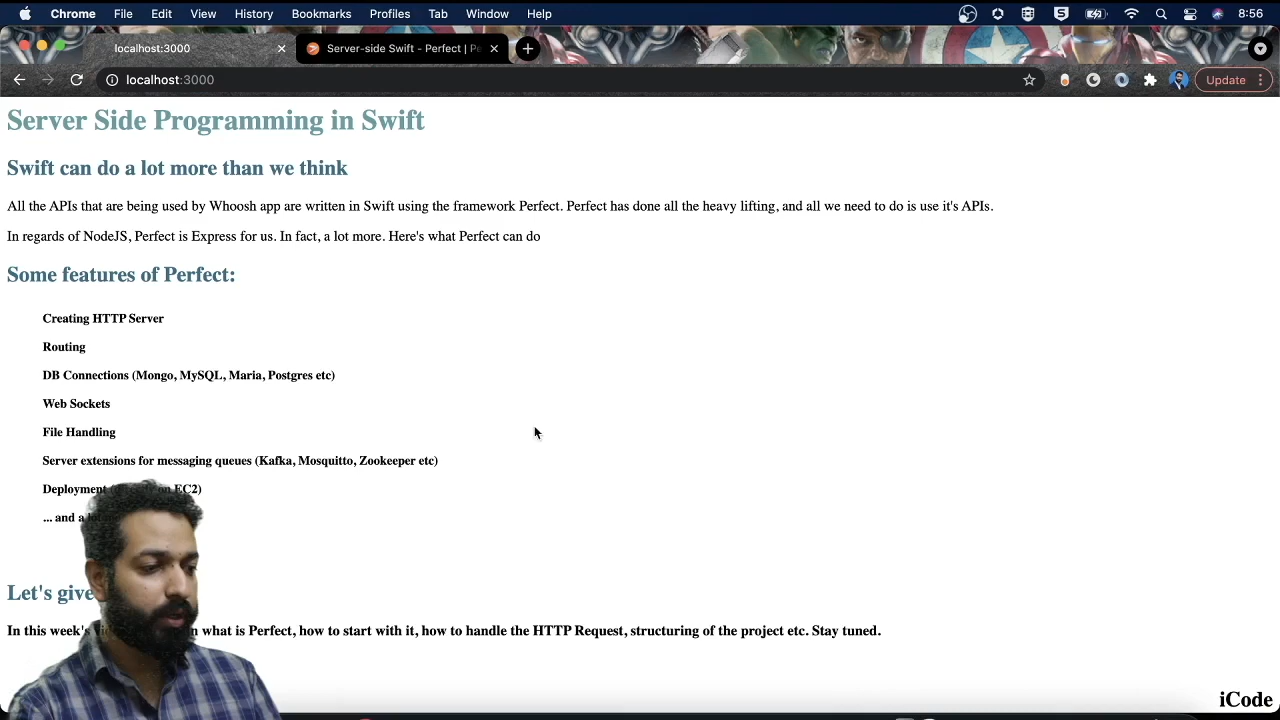 Chrome File Edit View History Bookmarks Profiles Tab Window Help 8:56
localhost:3000 Server-side Swift - Perfect | Pe
localhost:3000 Update
Server Side Programming in Swift
Swift can do a lot more than we think
All the APIs that are being used by Whoosh app are written in Swift using the framework Perfect. Perfect has done all the heavy lifting, and all we need to do is use it's APIs.
In regards of NodeJS, Perfect is Express for us. In fact, a lot more. Here's what Perfect can do
Some features of Perfect:
Creating HTTP Server
Routing
DB Connections (Mongo, MySQL, Maria, Postgres etc)
Web Sockets
File Handling
Server extensions for messaging queues (Kafka, Mosquitto, Zookeeper etc)
Deployment EC2)
... and a
Let's give
In this week's what is Perfect, how to start with it, how to handle the HTTP Request, structuring of the project etc. Stay tuned.
iCode